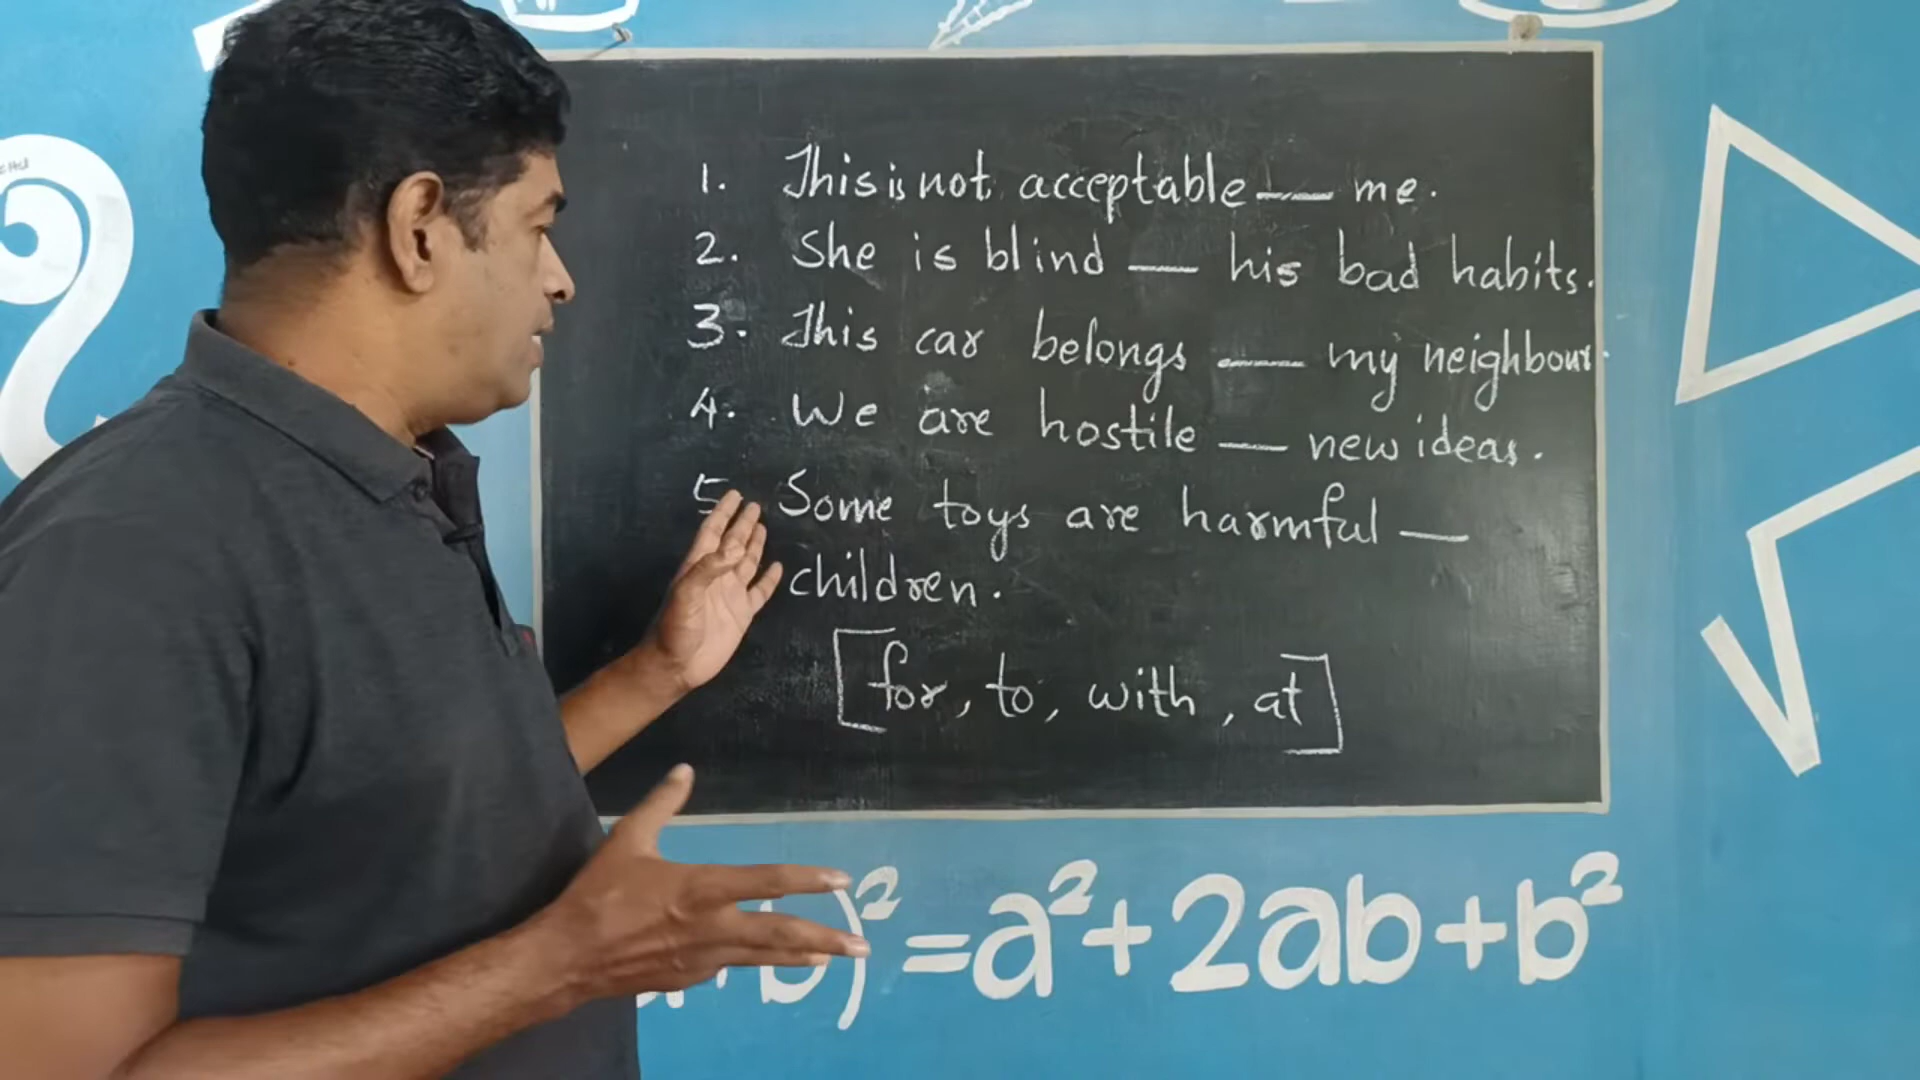 1. This is not acceptable ___ me.
2. She is blind ___ his bad habits.
3. This car belongs ___ my neighbour.
4. We are hostile ___ new ideas.
5 Some toys are harmful ___
children.
[for, to, with, at]
b)² = a² + 2ab + b²